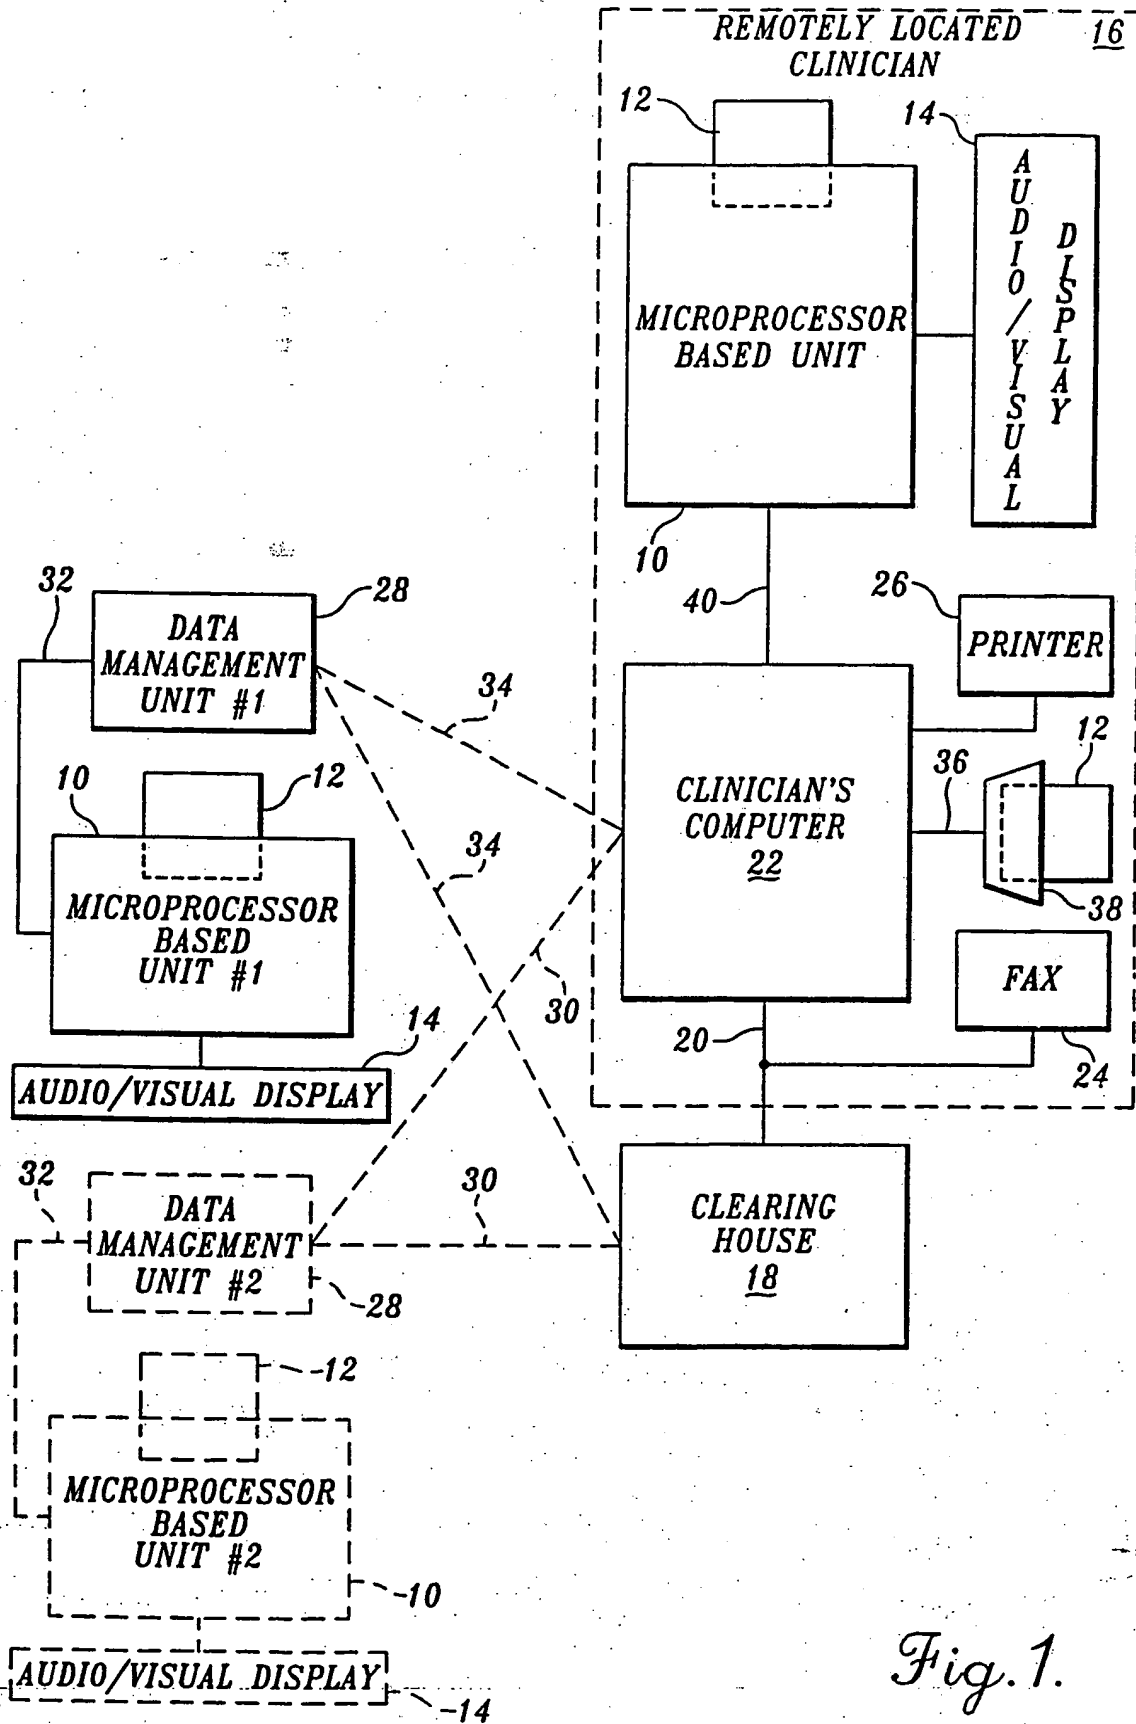 REMOTELY LOCATED
CLINICIAN
16
12
14
MICROPROCESSOR
BASED UNIT
AUDIO/VISUAL
DISPLAY
10
40
26
PRINTER
32
28
DATA
MANAGEMENT
UNIT #1
34
12
10
12
36
CLINICIAN'S
COMPUTER
22
34
38
MICROPROCESSOR
BASED
UNIT #1
30
FAX
20
24
14
AUDIO/VISUAL DISPLAY
32
DATA
MANAGEMENT
UNIT #2
28
30
CLEARING
HOUSE
18
12
MICROPROCESSOR
BASED
UNIT #2
10
AUDIO/VISUAL DISPLAY
14
Fig. 1.